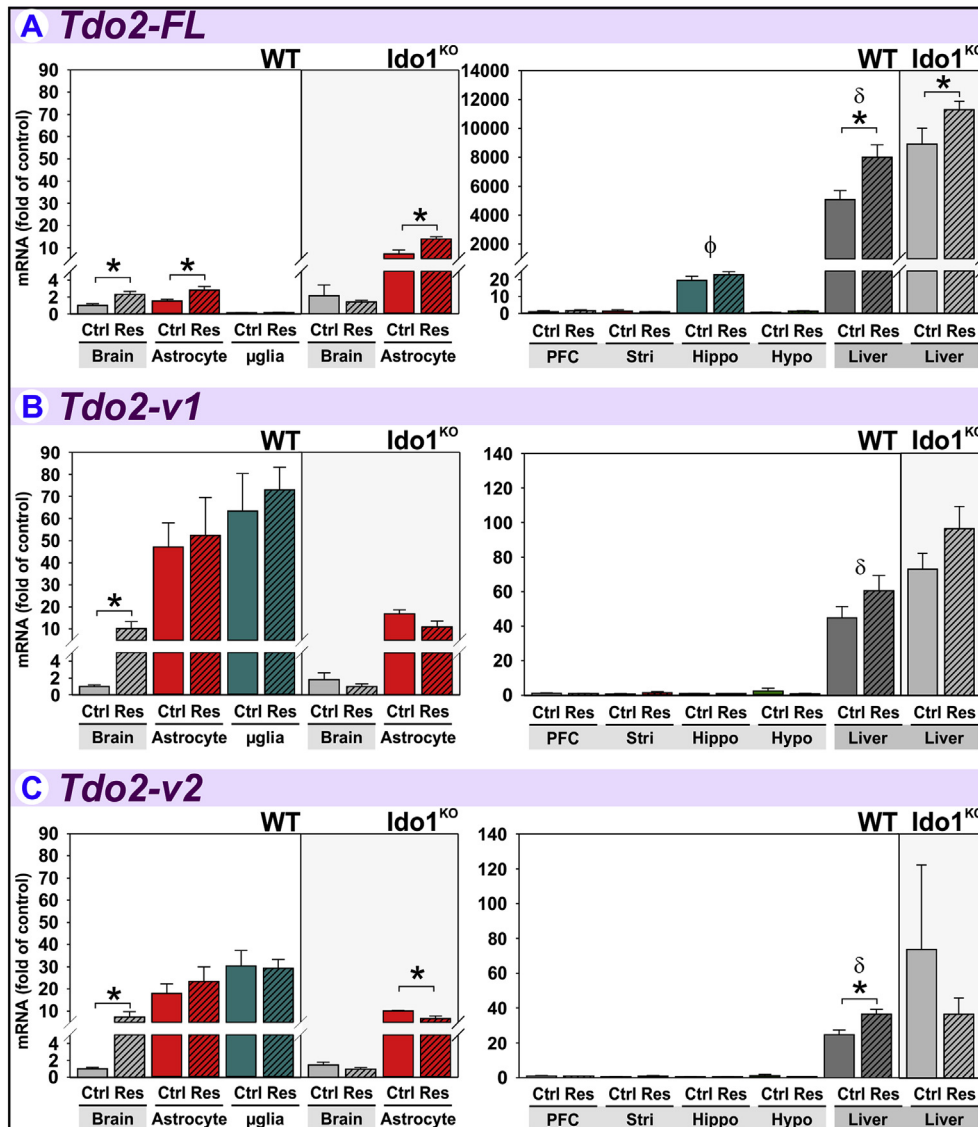 A Tdo2-FL
WT Ido1KO WT Ido1KO
mRNA (fold of control)
90
80
70
60
50
40
30
20
10
4
2
0
14000
12000
10000
8000
6000
4000
2000
20
10
0
* * * ϕ δ * *
Ctrl Res Ctrl Res Ctrl Res Ctrl Res Ctrl Res
Brain Astrocyte µglia Brain Astrocyte
Ctrl Res Ctrl Res Ctrl Res Ctrl Res Ctrl Res Ctrl Res
PFC Stri Hippo Hypo Liver Liver
B Tdo2-v1
WT Ido1KO WT Ido1KO
mRNA (fold of control)
90
80
70
60
50
40
30
20
10
4
2
0
140
120
100
80
60
40
20
0
* δ
Ctrl Res Ctrl Res Ctrl Res Ctrl Res Ctrl Res
Brain Astrocyte µglia Brain Astrocyte
Ctrl Res Ctrl Res Ctrl Res Ctrl Res Ctrl Res Ctrl Res
PFC Stri Hippo Hypo Liver Liver
C Tdo2-v2
WT Ido1KO WT Ido1KO
mRNA (fold of control)
90
80
70
60
50
40
30
20
10
4
2
0
140
120
100
80
60
40
20
0
* * δ *
Ctrl Res Ctrl Res Ctrl Res Ctrl Res Ctrl Res
Brain Astrocyte µglia Brain Astrocyte
Ctrl Res Ctrl Res Ctrl Res Ctrl Res Ctrl Res Ctrl Res
PFC Stri Hippo Hypo Liver Liver